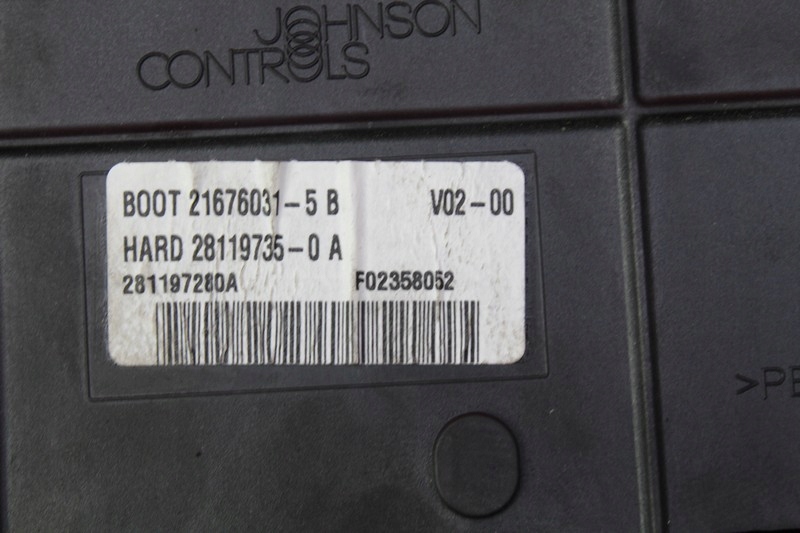 JOHNSON
CONTROLS
BOOT 21676031-5 B V02-00
HARD 28119735-0 A
281197280A F02358052
>PE